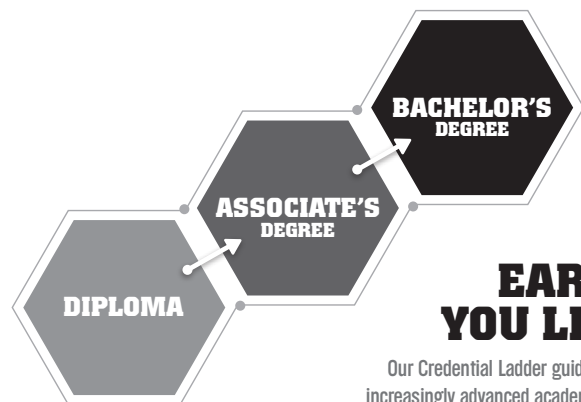 BACHELOR'S
DEGREE
ASSOCIATE'S
DEGREE
DIPLOMA
YOU
Our Credential Ladder
increasingly advanced